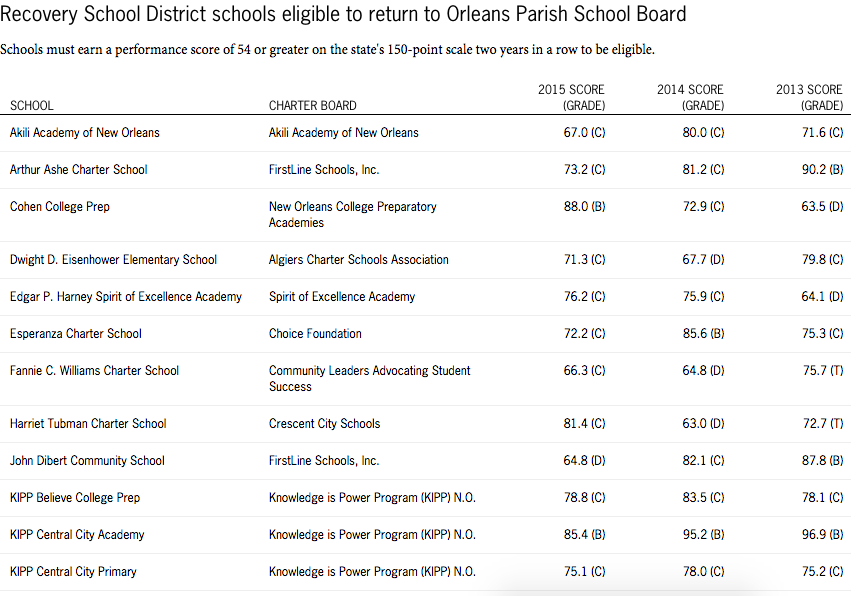 Recovery School District schools eligible to return to Orleans Parish School Board
Schools must earn a performance score of 54 or greater on the state's 150-point scale two years in a row to be eligible.
SCHOOL CHARTER BOARD 2015 SCORE (GRADE) 2014 SCORE (GRADE) 2013 SCORE (GRADE)
Akili Academy of New Orleans Akili Academy of New Orleans 67.0 (C) 80.0 (C) 71.6 (C)
Arthur Ashe Charter School FirstLine Schools, Inc. 73.2 (C) 81.2 (C) 90.2 (B)
Cohen College Prep New Orleans College Preparatory 88.0 (B) 72.9 (C) 63.5 (D)
Academies
Dwight D. Eisenhower Elementary School Algiers Charter Schools Association 71.3 (C) 67.7 (D) 79.8 (C)
Edgar P. Harney Spirit of Excellence Academy Spirit of Excellence Academy 76.2 (C) 75.9 (C) 64.1 (D)
Esperanza Charter School Choice Foundation 72.2 (C) 85.6 (B) 75.3 (C)
Fannie C. Williams Charter School Community Leaders Advocating Student 66.3 (C) 64.8 (D) 75.7 (T)
Success
Harriet Tubman Charter School Crescent City Schools 81.4 (C) 63.0 (D) 72.7 (T)
John Dibert Community School FirstLine Schools, Inc. 64.8 (D) 82.1 (C) 87.8 (B)
KIPP Believe College Prep Knowledge is Power Program (KIPP) N.O. 78.8 (C) 83.5 (C) 78.1 (C)
KIPP Central City Academy Knowledge is Power Program (KIPP) N.O. 85.4 (B) 95.2 (B) 96.9 (B)
KIPP Central City Primary Knowledge is Power Program (KIPP) N.O. 75.1 (C) 78.0 (C) 75.2 (C)